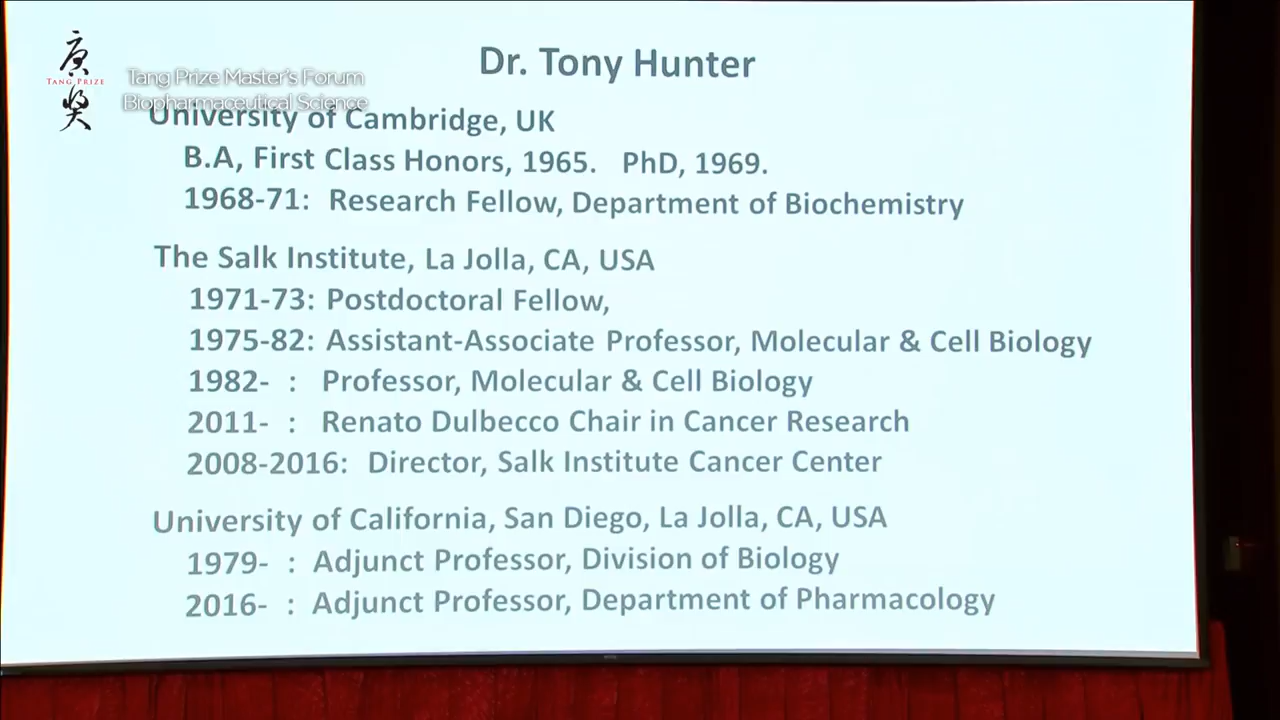 唐
TANG PRIZE
奬
Tang Prize Master's Forum
Biopharmaceutical Science
Dr. Tony Hunter
University of Cambridge, UK
B.A, First Class Honors, 1965. PhD, 1969.
1968-71: Research Fellow, Department of Biochemistry
The Salk Institute, La Jolla, CA, USA
1971-73: Postdoctoral Fellow,
1975-82: Assistant-Associate Professor, Molecular & Cell Biology
1982- : Professor, Molecular & Cell Biology
2011- : Renato Dulbecco Chair in Cancer Research
2008-2016: Director, Salk Institute Cancer Center
University of California, San Diego, La Jolla, CA, USA
1979- : Adjunct Professor, Division of Biology
2016- : Adjunct Professor, Department of Pharmacology